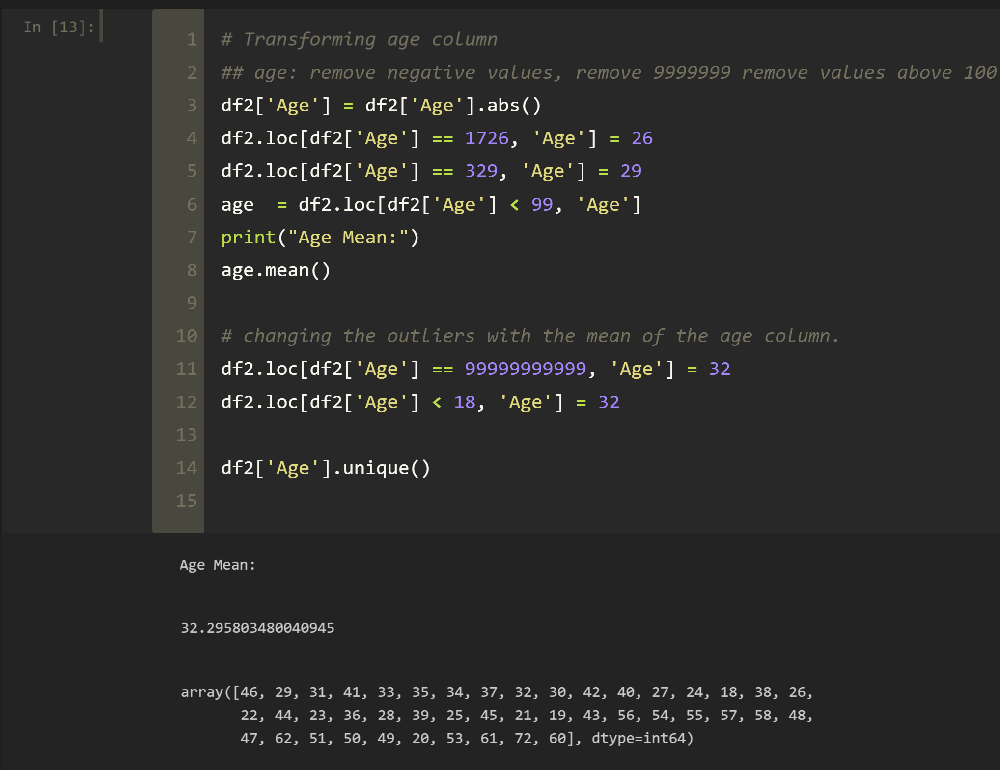 In [13]:
1 # Transforming age column
2 ## age: remove negative values, remove 9999999 remove values above 100
3 df2['Age'] = df2['Age'].abs()
4 df2.loc[df2['Age'] == 1726, 'Age'] = 26
5 df2.loc[df2['Age'] == 329, 'Age'] = 29
6 age  = df2.loc[df2['Age'] < 99, 'Age']
7 print("Age Mean:")
8 age.mean()
9
10 # changing the outliers with the mean of the age column.
11 df2.loc[df2['Age'] == 99999999999, 'Age'] = 32
12 df2.loc[df2['Age'] < 18, 'Age'] = 32
13
14 df2['Age'].unique()
15
Age Mean:
32.295803480040945
array([46, 29, 31, 41, 33, 35, 34, 37, 32, 30, 42, 40, 27, 24, 18, 38, 26,
22, 44, 23, 36, 28, 39, 25, 45, 21, 19, 43, 56, 54, 55, 57, 58, 48,
47, 62, 51, 50, 49, 20, 53, 61, 72, 60], dtype=int64)